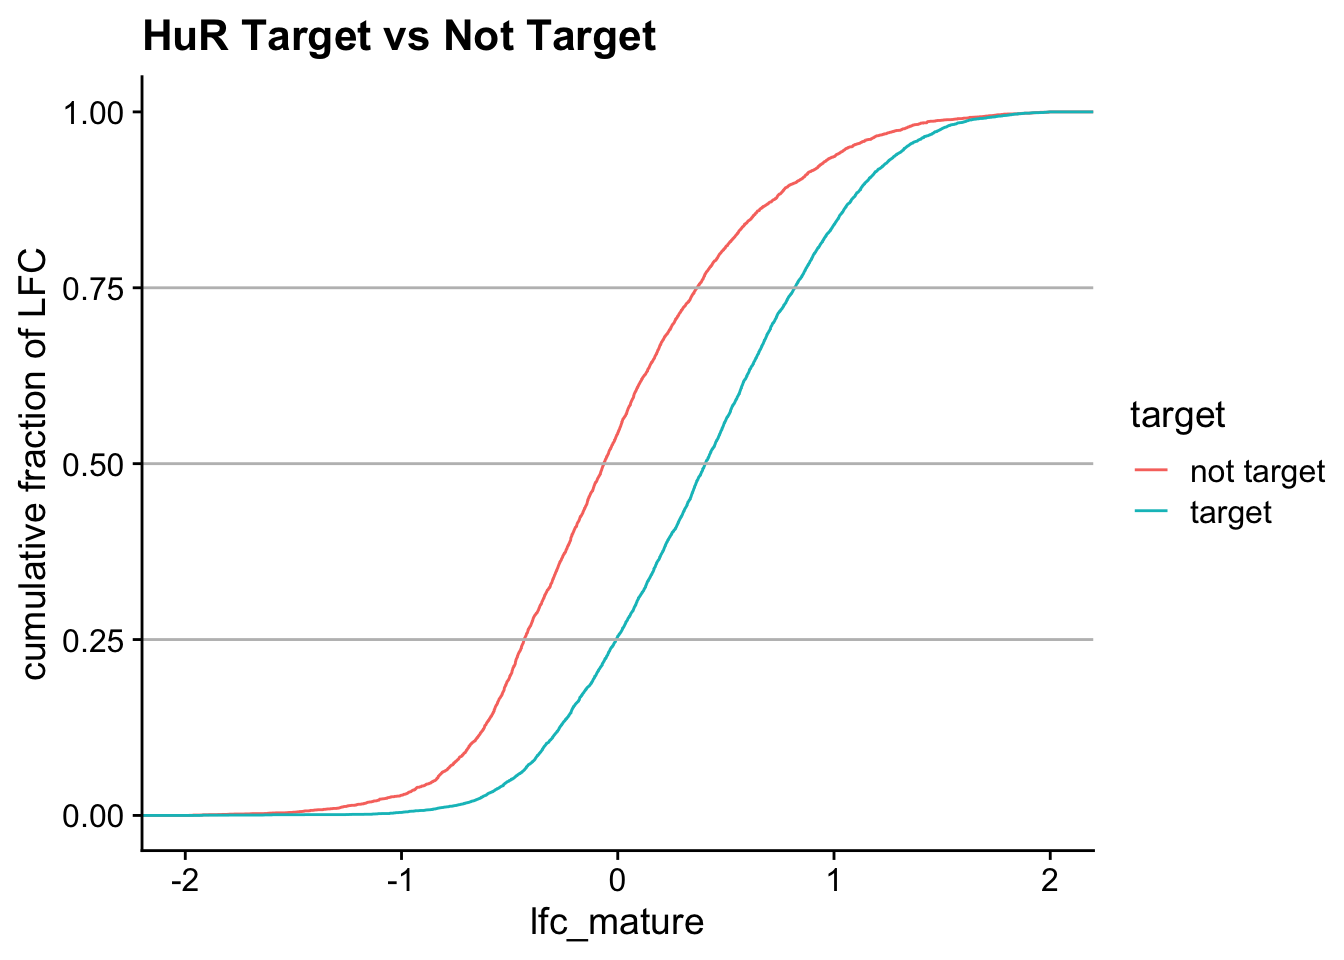 HuR Target vs Not Target
1.00
0.75
0.50
0.25
0.00
cumulative fraction of LFC
-2
-1
0
1
2
lfc_mature
target
not target
target